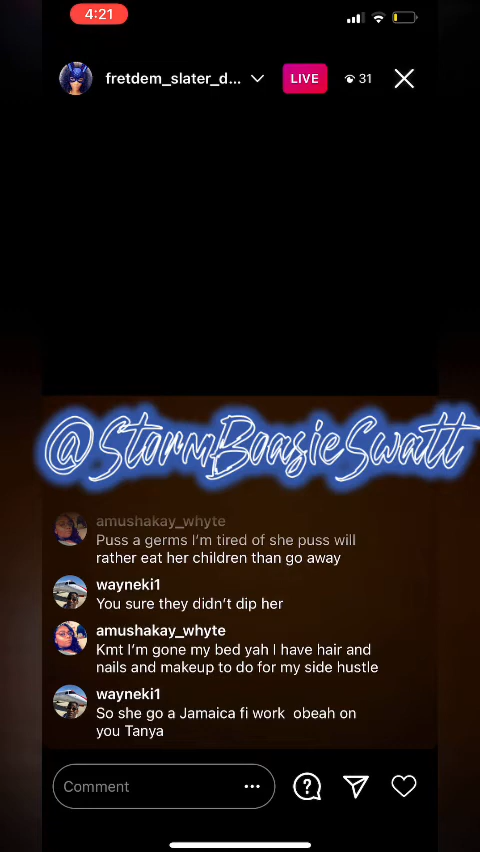 4:21
fretdem_slater_d...
LIVE
31
@StormBoasieSwatt
amushakay_whyte
Puss a germs I’m tired of she puss will
rather eat her children than go away
wayneki1
You sure they didn’t dip her
amushakay_whyte
Kmt I’m gone my bed yah I have hair and
nails and makeup to do for my side hustle
wayneki1
So she go a Jamaica fi work  obeah on
you Tanya
Comment